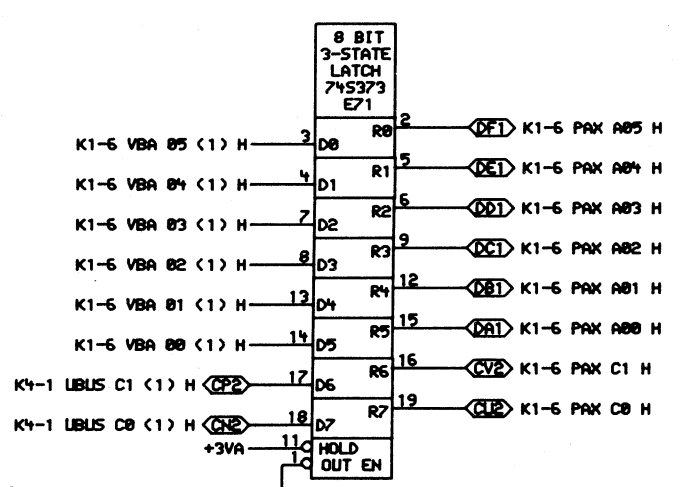 8 BIT
3-STATE
LATCH
74S373
E71
K1-6 VBA 05 (1) H 3 D0 R0 2 DF1 K1-6 PAX A05 H
K1-6 VBA 04 (1) H 4 D1 R1 5 DE1 K1-6 PAX A04 H
K1-6 VBA 03 (1) H 7 D2 R2 6 DD1 K1-6 PAX A03 H
K1-6 VBA 02 (1) H 8 D3 R3 9 DC1 K1-6 PAX A02 H
K1-6 VBA 01 (1) H 13 D4 R4 12 DB1 K1-6 PAX A01 H
K1-6 VBA 00 (1) H 14 D5 R5 15 DA1 K1-6 PAX A00 H
K4-1 UBUS C1 (1) H CP2 17 D6 R6 16 CV2 K1-6 PAX C1 H
K4-1 UBUS C0 (1) H CN2 18 D7 R7 19 CU2 K1-6 PAX C0 H
+3VA 11 HOLD
1 OUT EN